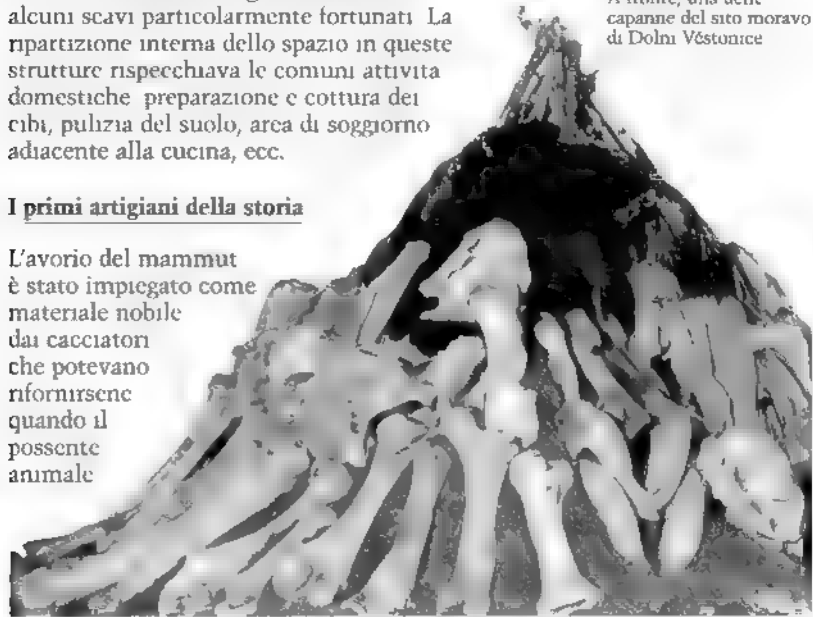 alcuni scavi particolarmente fortunati La
ripartizione interna dello spazio in queste
strutture rispecchiava le comuni attivita
domestiche preparazione e cottura dei
cibi, pulizia del suolo, area di soggiorno
adiacente alla cucina, ecc.
I primi artigiani della storia
L'avorio del mammut
è stato impiegato come
materiale nobile
dai cacciatori
che potevano
rifornirsene
quando il
possente
animale
capanne del sito moravo
di Dolni Véstonice